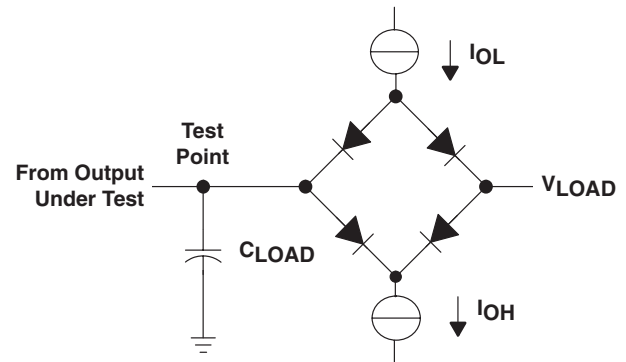 IOL
Test
Point
From Output
Under Test
VLOAD
CLOAD
IOH